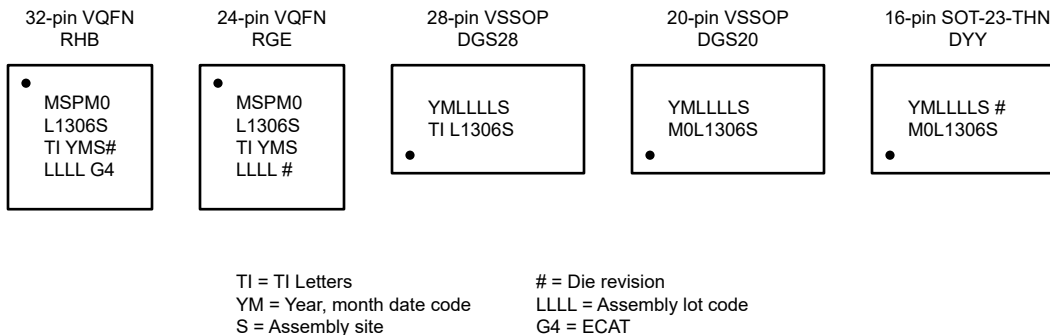 32-pin VQFN
RHB
24-pin VQFN
RGE
28-pin VSSOP
DGS28
20-pin VSSOP
DGS20
16-pin SOT-23-THN
DYY
MSPM0
L1306S
TI YMS#
LLLL G4
MSPM0
L1306S
TI YMS
LLLL #
YMLLLLS
TI L1306S
YMLLLLS
M0L1306S
YMLLLLS #
M0L1306S
TI = TI Letters
YM = Year, month date code
S = Assembly site
# = Die revision
LLLL = Assembly lot code
G4 = ECAT